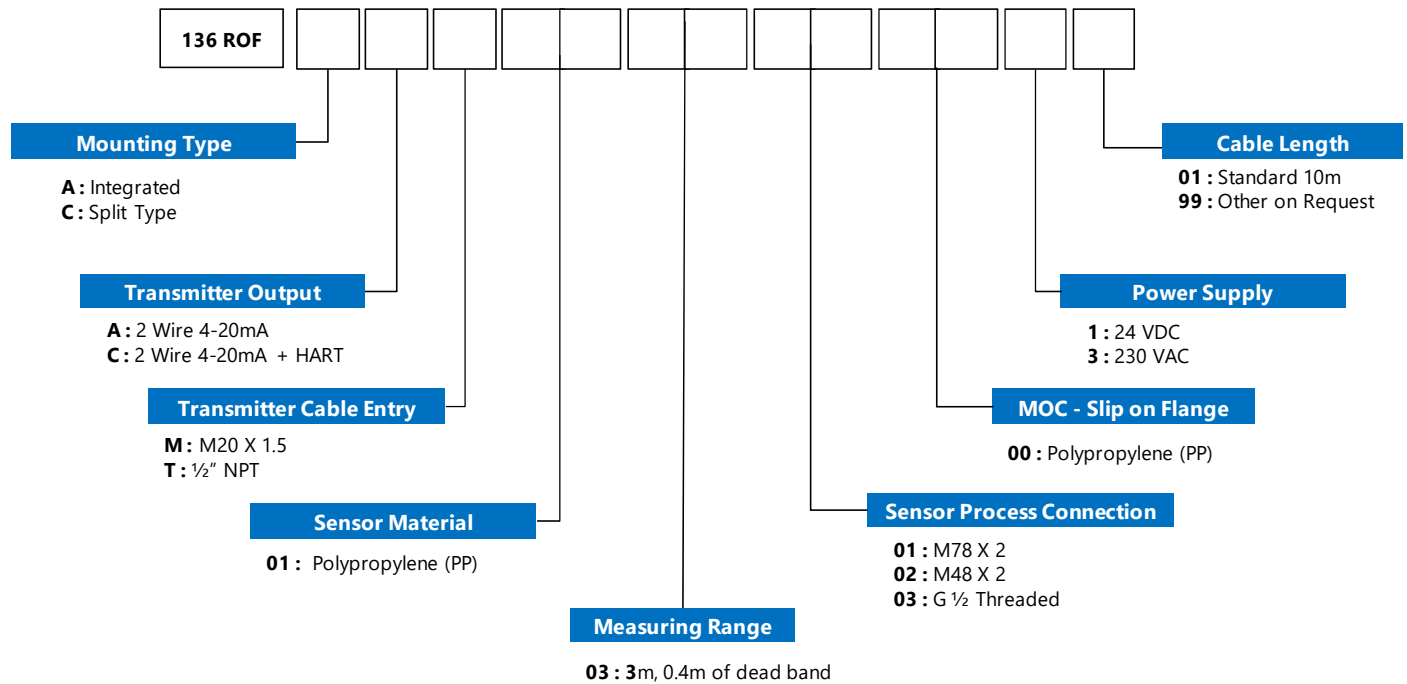 136 ROF
Mounting Type
A : Integrated
C : Split Type
Cable Length
01 : Standard 10m
99 : Other on Request
Transmitter Output
A : 2 Wire 4-20mA
C : 2 Wire 4-20mA + HART
Power Supply
1 : 24 VDC
3 : 230 VAC
Transmitter Cable Entry
M : M20 X 1.5
T : ½” NPT
MOC - Slip on Flange
00 : Polypropylene (PP)
Sensor Material
01 : Polypropylene (PP)
Sensor Process Connection
01 : M78 X 2
02 : M48 X 2
03 : G ½ Threaded
Measuring Range
03 : 3m, 0.4m of dead band